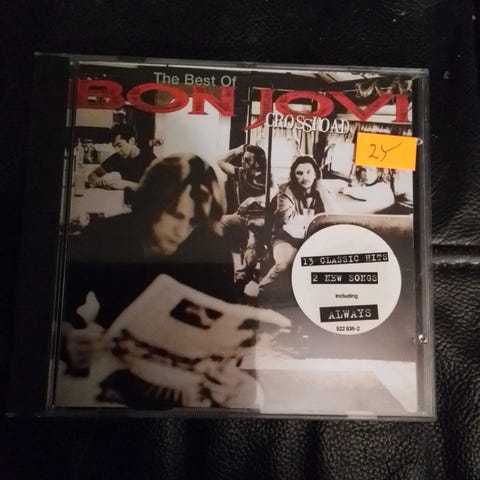 The Best Of
BON JOVI
CROSSROAD
25
13 CLASSIC HITS
2 NEW SONGS
Including
ALWAYS
522 936-2